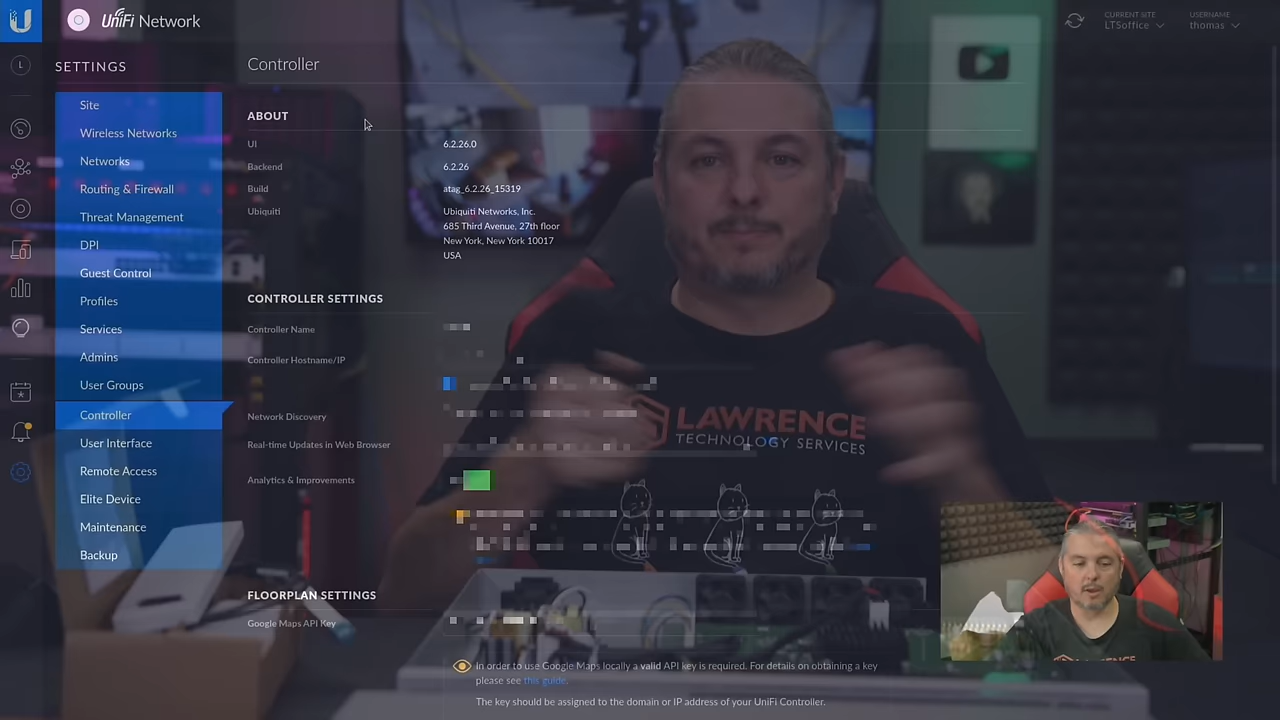 UniFi Network
CURRENT SITE
LTSoffice
USERNAME
thomas
SETTINGS
Site
Wireless Networks
Networks
Routing & Firewall
Threat Management
DPI
Guest Control
Profiles
Services
Admins
User Groups
Controller
User Interface
Remote Access
Elite Device
Maintenance
Backup
Controller
ABOUT
UI 6.2.26.0
Backend 6.2.26
Build atag_6.2.26_15319
Ubiquiti Ubiquiti Networks, Inc.
685 Third Avenue, 27th floor
New York, New York 10017
USA
CONTROLLER SETTINGS
Controller Name
Controller Hostname/IP
Network Discovery
Real-time Updates in Web Browser
Analytics & Improvements
FLOORPLAN SETTINGS
Google Maps API Key
In order to use Google Maps locally a valid API key is required. For details on obtaining a key
please see this guide.
The key should be assigned to the domain or IP address of your UniFi Controller.
LAWRENCE
TECHNOLOGY SERVICES
LAWRENCE